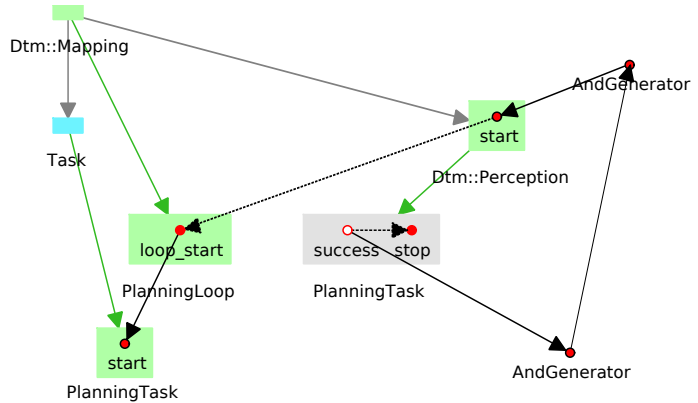 Dtm::Mapping
AndGenerator
start
Task
Dtm::Perception
loop_start
success stop
PlanningLoop
PlanningTask
start
AndGenerator
PlanningTask